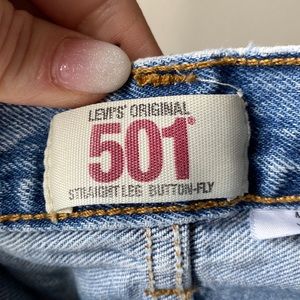 LEVI'S® ORIGINAL
501®
STRAIGHT LEG BUTTON-FLY